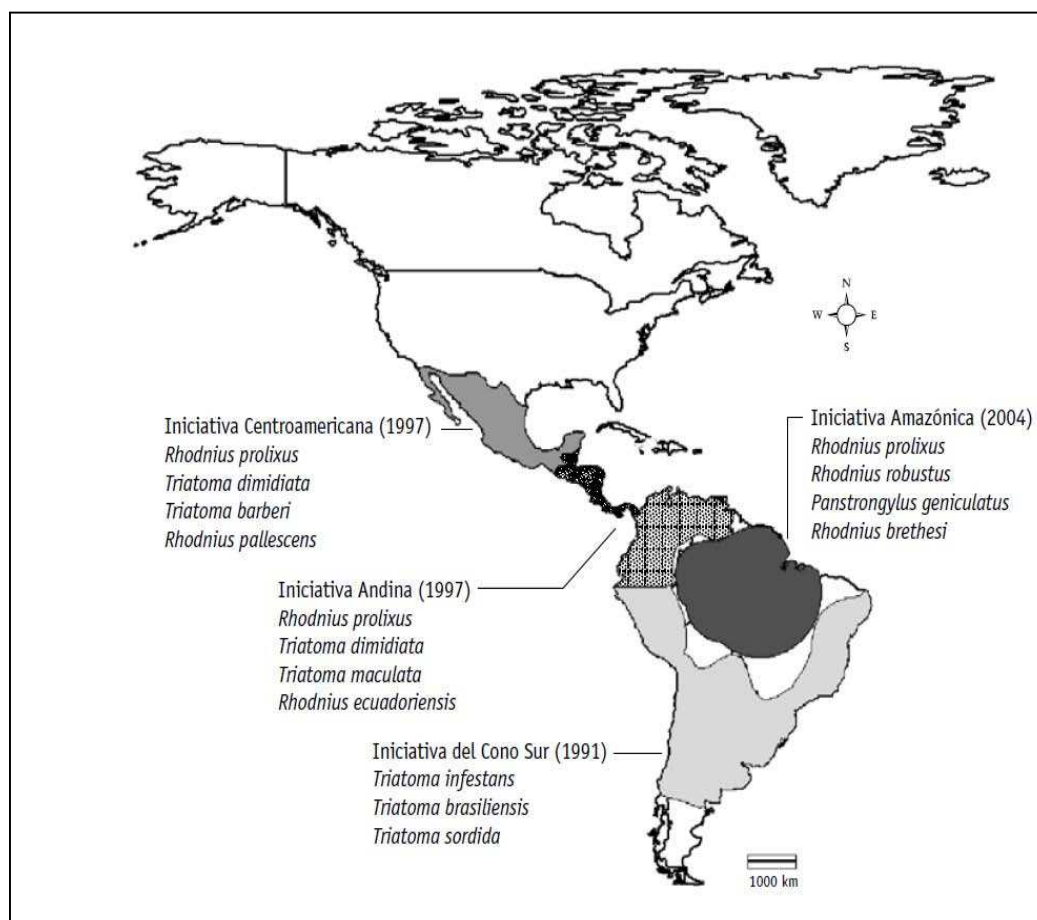 N
W E
S
Iniciativa Centroamericana (1997)
Rhodnius prolixus
Triatoma dimidiata
Triatoma barberi
Rhodnius pallescens
Iniciativa Amazónica (2004)
Rhodnius prolixus
Rhodnius robustus
Panstrongylus geniculatus
Rhodnius brethesi
Iniciativa Andina (1997)
Rhodnius prolixus
Triatoma dimidiata
Triatoma maculata
Rhodnius ecuadoriensis
Iniciativa del Cono Sur (1991)
Triatoma infestans
Triatoma brasiliensis
Triatoma sordida
1000 km